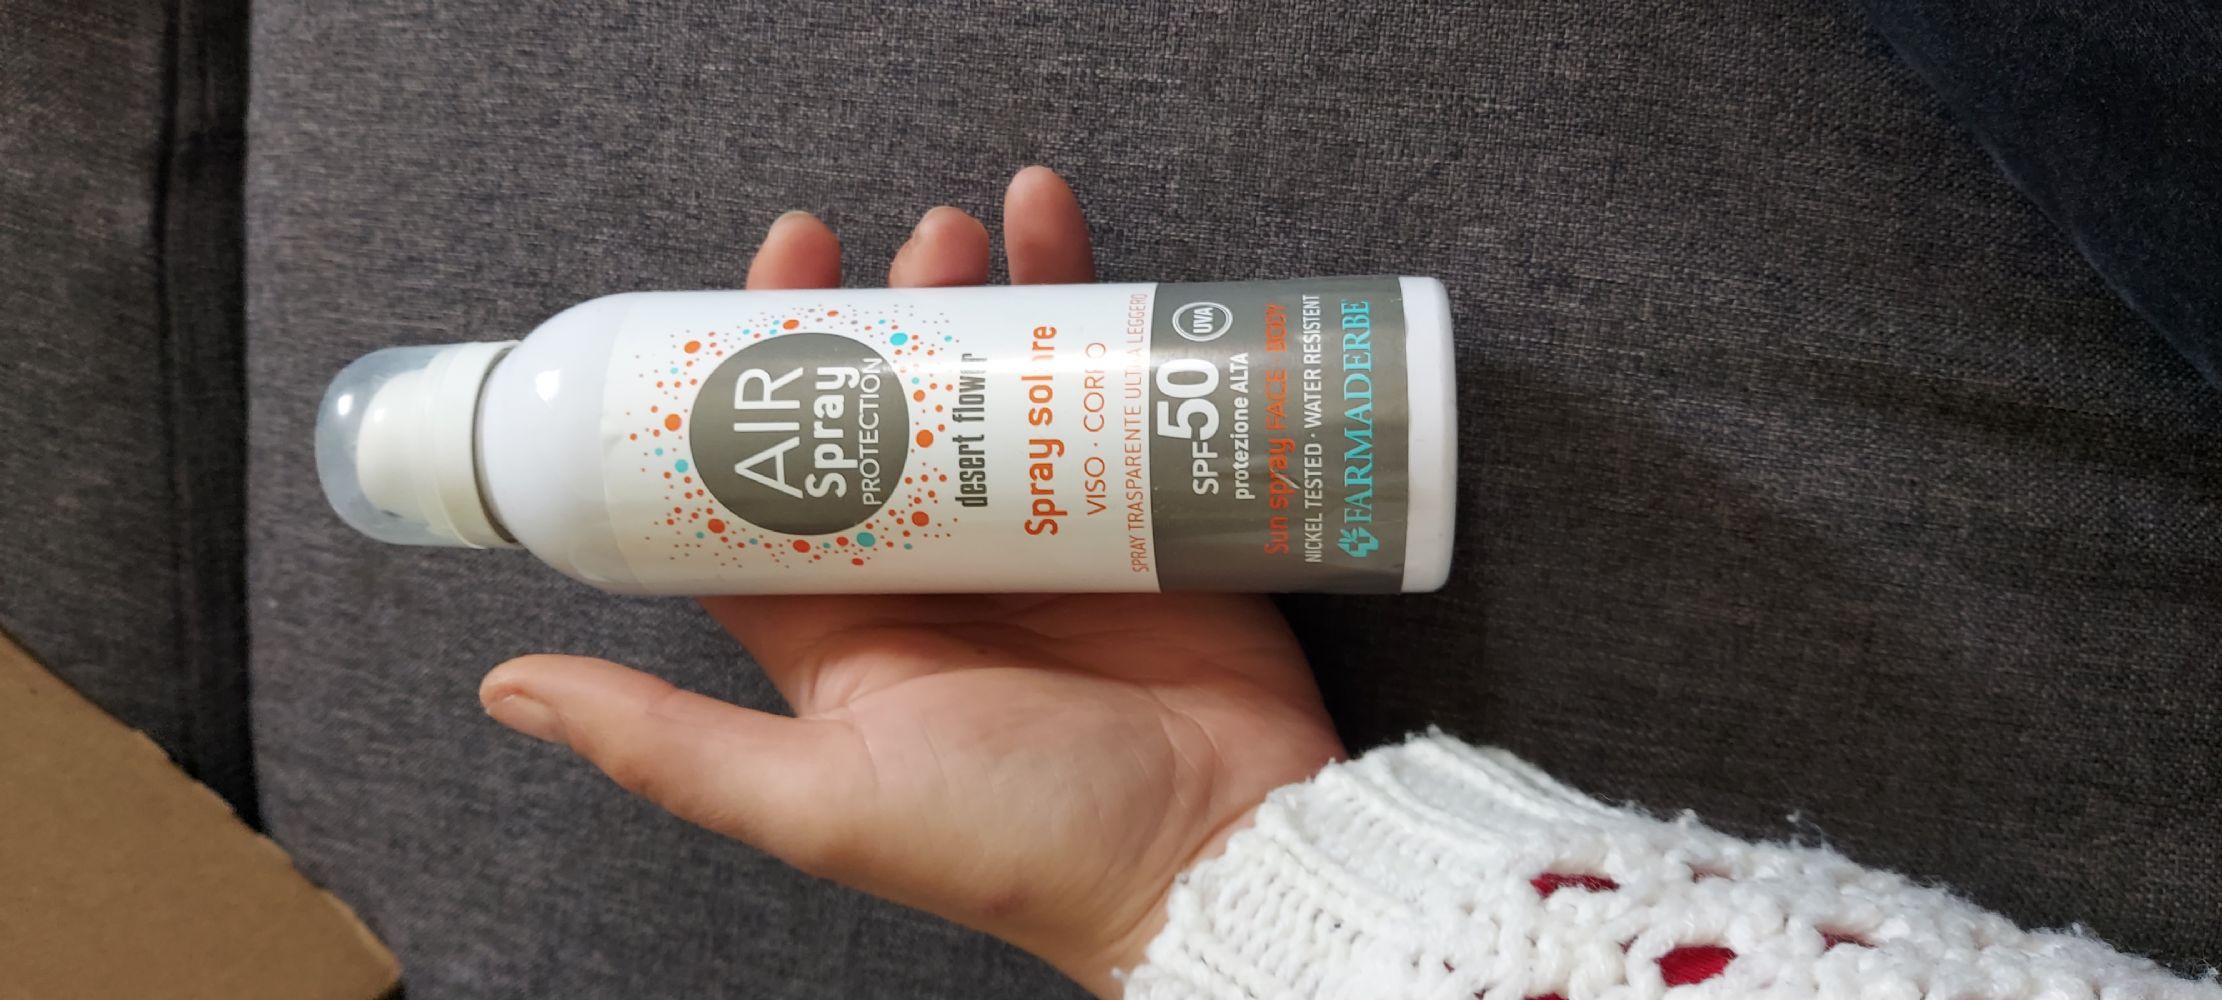 AIR
Spray
PROTECTION
desert flower
Spray solare
VISO · CORPO
SPRAY TRASPARENTE ULTRA LEGGERO
SPF50 UVA
protezione ALTA
Sun spray FACE · BODY
NICKEL TESTED · WATER RESISTENT
FARMADERBE